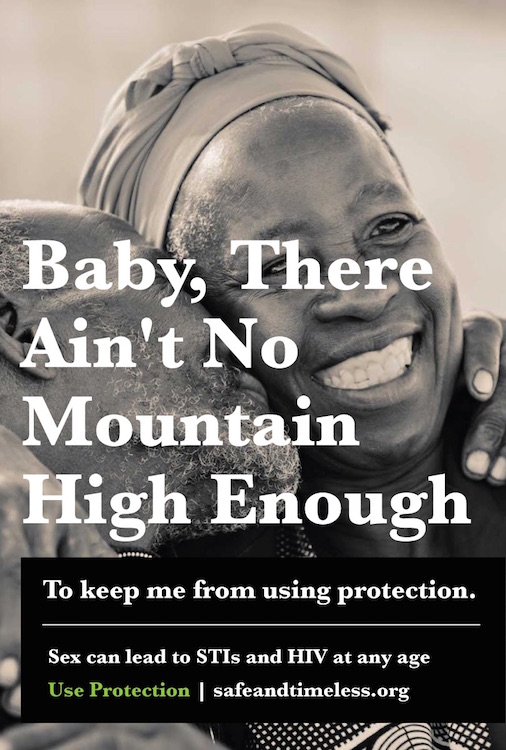 Baby, There
Ain't No
Mountain
High Enough
To keep me from using protection.
Sex can lead to STIs and HIV at any age
Use Protection | safeandtimeless.org